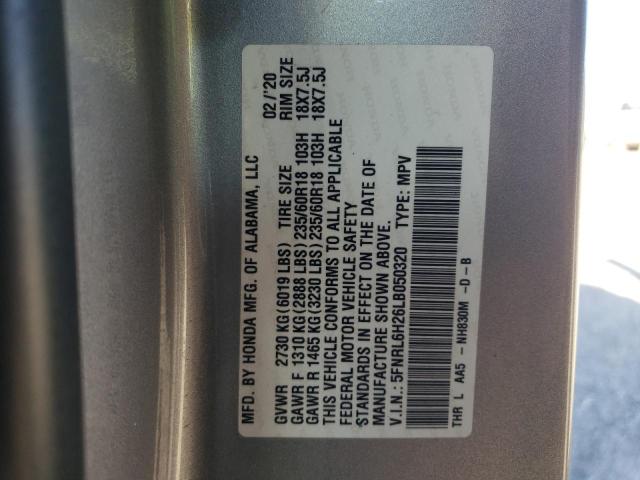 MFD. BY HONDA MFG. OF ALABAMA, LLC 02/'20
GVWR 2730 KG(6019 LBS) TIRE SIZE RIM SIZE
GAWR F 1310 KG(2888 LBS)235/60R18 103H 18X7.5J
GAWR R 1465 KG(3230 LBS)235/60R18 103H 18X7.5J
THIS VEHICLE CONFORMS TO ALL APPLICABLE
FEDERAL MOTOR VEHICLE SAFETY
STANDARDS IN EFFECT ON THE DATE OF
MANUFACTURE SHOWN ABOVE.
V.I.N.: 5FNRL6H26LB050320 TYPE: MPV
THR L AA5 - NH830M -D-B